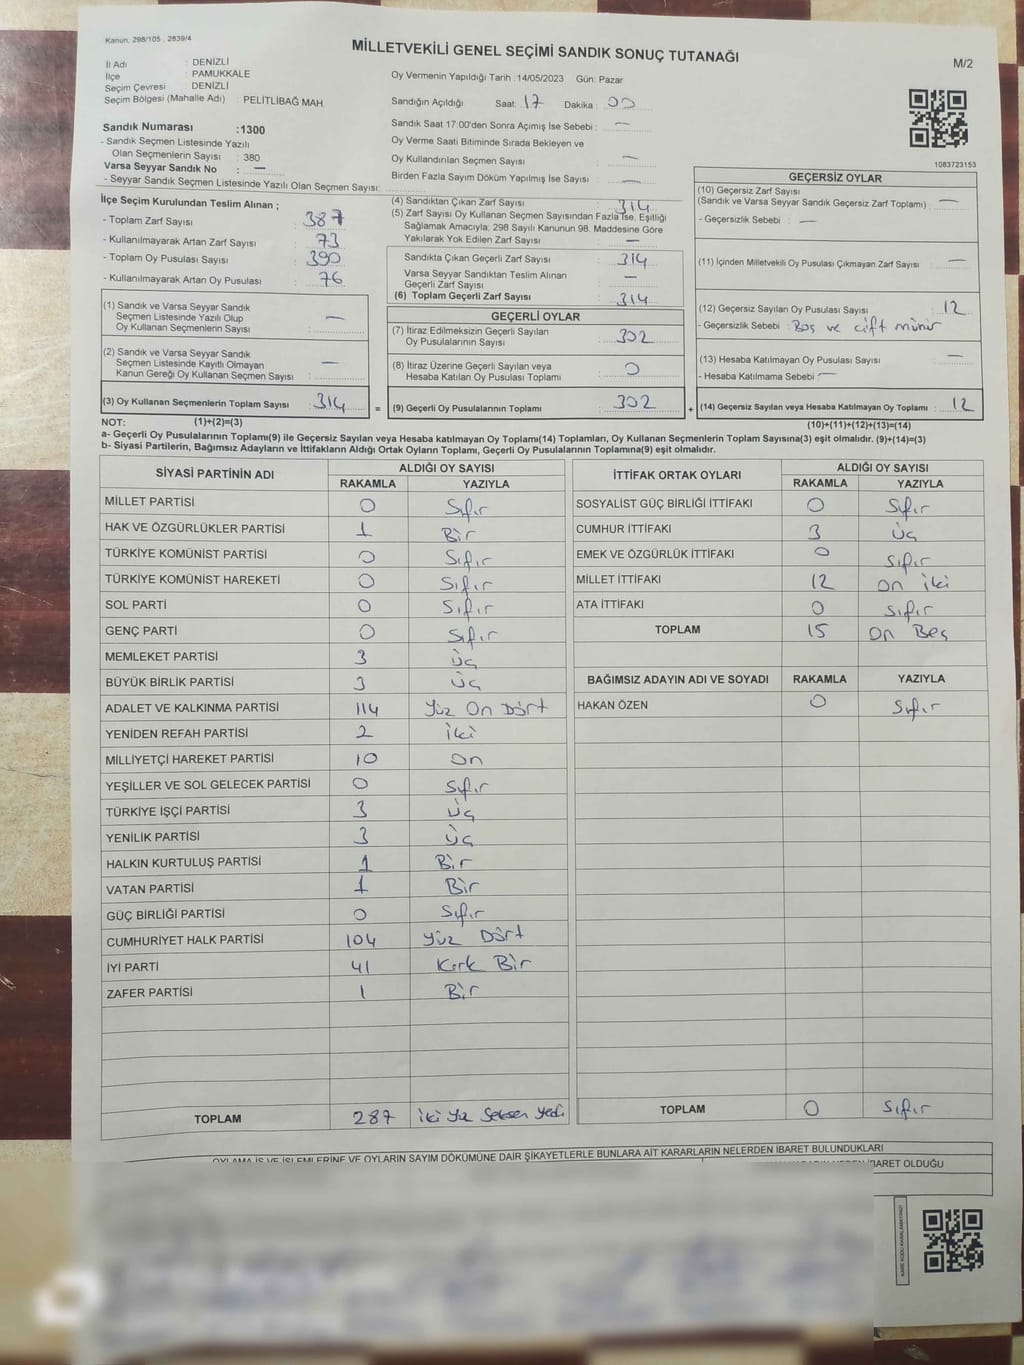 Kanun: 298/105 , 2839/4
MİLLETVEKİLİ GENEL SEÇİMİ SANDIK SONUÇ TUTANAĞI
M/2
İl Adı : DENİZLİ
İlçe : PAMUKKALE
Seçim Çevresi : DENİZLİ
Seçim Bölgesi (Mahalle Adı) : PELİTLİBAĞ MAH.
Sandık Numarası :1300
- Sandık Seçmen Listesinde Yazılı
Olan Seçmenlerin Sayısı : 380
Varsa Seyyar Sandık No : —
- Seyyar Sandık Seçmen Listesinde Yazılı Olan Seçmen Sayısı:
Oy Vermenin Yapıldığı Tarih :14/05/2023 Gün: Pazar
Sandığın Açıldığı Saat: 17 Dakika : 00
Sandık Saat 17:00'den Sonra Açımış İse Sebebi : —
Oy Verme Saati Bitiminde Sırada Bekleyen ve
Oy Kullandırılan Seçmen Sayısı : —
Birden Fazla Sayım Döküm Yapılmış İse Sayısı : —
1083723153
İlçe Seçim Kurulundan Teslim Alınan ;
- Toplam Zarf Sayısı : 387
- Kullanılmayarak Artan Zarf Sayısı : 73
- Toplam Oy Pusulası Sayısı : 390
- Kullanılmayarak Artan Oy Pusulası : 76
(1) Sandık ve Varsa Seyyar Sandık
Seçmen Listesinde Yazılı Olup
Oy Kullanan Seçmenlerin Sayısı : —
(2) Sandık ve Varsa Seyyar Sandık
Seçmen Listesinde Kayıtlı Olmayan
Kanun Gereği Oy Kullanan Seçmen Sayısı : —
(3) Oy Kullanan Seçmenlerin Toplam Sayısı : 314 =
(4) Sandıktan Çıkan Zarf Sayısı : 314
(5) Zarf Sayısı Oy Kullanan Seçmen Sayısından Fazla İse, Eşitliği
Sağlamak Amacıyla; 298 Sayılı Kanunun 98. Maddesine Göre
Yakılarak Yok Edilen Zarf Sayısı : —
Sandıkta Çıkan Geçerli Zarf Sayısı : 314
Varsa Seyyar Sandıktan Teslim Alınan
Geçerli Zarf Sayısı : —
(6) Toplam Geçerli Zarf Sayısı : 314
GEÇERLİ OYLAR
(7) İtiraz Edilmeksizin Geçerli Sayılan
Oy Pusulalarının Sayısı : 302
(8) İtiraz Üzerine Geçerli Sayılan veya
Hesaba Katılan Oy Pusulası Toplamı : 0
(9) Geçerli Oy Pusulalarının Toplamı : 302 +
GEÇERSİZ OYLAR
(10) Geçersiz Zarf Sayısı
(Sandık ve Varsa Seyyar Sandık Geçersiz Zarf Toplamı) : —
- Geçersizlik Sebebi : —
(11) İçinden Milletvekili Oy Pusulası Çıkmayan Zarf Sayısı : —
(12) Geçersiz Sayılan Oy Pusulası Sayısı : 12
- Geçersizlik Sebebi : Boş ve çift mühür
(13) Hesaba Katılmayan Oy Pusulası Sayısı : —
- Hesaba Katılmama Sebebi : —
(14) Geçersiz Sayılan veya Hesaba Katılmayan Oy Toplamı : 12
NOT: (1)+(2)=(3)
(10)+(11)+(12)+(13)=(14)
a- Geçerli Oy Pusulalarının Toplamı(9) ile Geçersiz Sayılan veya Hesaba katılmayan Oy Toplamı(14) Toplamları, Oy Kullanan Seçmenlerin Toplam Sayısına(3) eşit olmalıdır. (9)+(14)=(3)
b- Siyasi Partilerin, Bağımsız Adayların ve İttifakların Aldığı Ortak Oyların Toplamı, Geçerli Oy Pusulalarının Toplamına(9) eşit olmalıdır.
SİYASİ PARTİNİN ADI ALDIĞI OY SAYISI
RAKAMLA YAZIYLA
MİLLET PARTİSİ 0 Sıfır
HAK VE ÖZGÜRLÜKLER PARTİSİ 1 Bir
TÜRKİYE KOMÜNİST PARTİSİ 0 Sıfır
TÜRKİYE KOMÜNİST HAREKETİ 0 Sıfır
SOL PARTİ 0 Sıfır
GENÇ PARTİ 0 Sıfır
MEMLEKET PARTİSİ 3 Üç
BÜYÜK BİRLİK PARTİSİ 3 Üç
ADALET VE KALKINMA PARTİSİ 114 Yüz On Dört
YENİDEN REFAH PARTİSİ 2 İki
MİLLİYETÇİ HAREKET PARTİSİ 10 On
YEŞİLLER VE SOL GELECEK PARTİSİ 0 Sıfır
TÜRKİYE İŞÇİ PARTİSİ 3 Üç
YENİLİK PARTİSİ 3 Üç
HALKIN KURTULUŞ PARTİSİ 1 Bir
VATAN PARTİSİ 1 Bir
GÜÇ BİRLİĞİ PARTİSİ 0 Sıfır
CUMHURİYET HALK PARTİSİ 104 Yüz Dört
İYİ PARTİ 41 Kırk Bir
ZAFER PARTİSİ 1 Bir
TOPLAM 287 İki Yüz Seksen Yedi
İTTİFAK ORTAK OYLARI ALDIĞI OY SAYISI
RAKAMLA YAZIYLA
SOSYALİST GÜÇ BİRLİĞİ İTTİFAKI 0 Sıfır
CUMHUR İTTİFAKI 3 Üç
EMEK VE ÖZGÜRLÜK İTTİFAKI 0 Sıfır
MİLLET İTTİFAKI 12 On İki
ATA İTTİFAKI 0 Sıfır
TOPLAM 15 On Beş
BAĞIMSIZ ADAYIN ADI VE SOYADI RAKAMLA YAZIYLA
HAKAN ÖZEN 0 Sıfır
TOPLAM 0 Sıfır
OYLAMA İŞ VE İŞLEMLERİNE VE OYLARIN SAYIM DÖKÜMÜNE DAİR ŞİKAYETLERLE BUNLARA AİT KARARLARIN NELERDEN İBARET BULUNDUKLARI
İBARET OLDUĞU